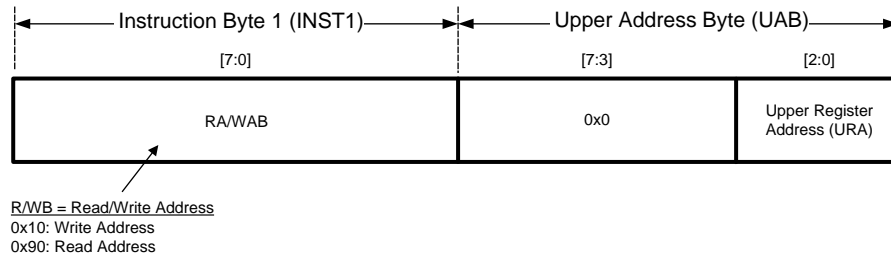 Instruction Byte 1 (INST1) Upper Address Byte (UAB)
[7:0] [7:3] [2:0]
RA/WAB 0x0 Upper Register
Address (URA)
R/WB = Read/Write Address
0x10: Write Address
0x90: Read Address